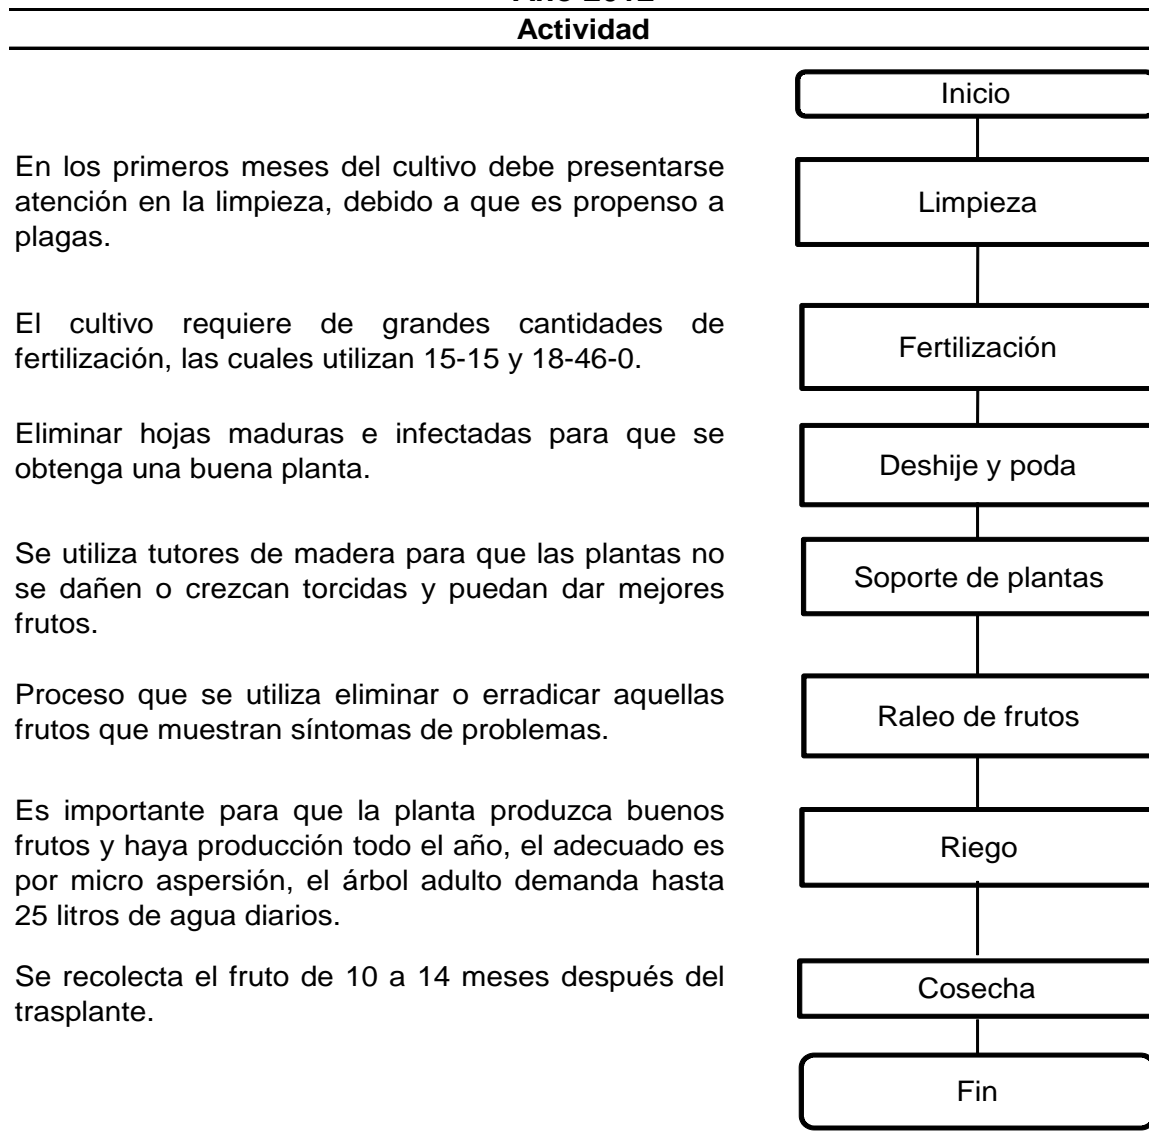 Actividad
Inicio
En los primeros meses del cultivo debe presentarse
atención en la limpieza, debido a que es propenso a
plagas.
Limpieza
El cultivo requiere de grandes cantidades de
fertilización, las cuales utilizan 15-15 y 18-46-0.
Fertilización
Eliminar hojas maduras e infectadas para que se
obtenga una buena planta.
Deshije y poda
Se utiliza tutores de madera para que las plantas no
se dañen o crezcan torcidas y puedan dar mejores
frutos.
Soporte de plantas
Proceso que se utiliza eliminar o erradicar aquellas
frutos que muestran síntomas de problemas.
Raleo de frutos
Es importante para que la planta produzca buenos
frutos y haya producción todo el año, el adecuado es
por micro aspersión, el árbol adulto demanda hasta
25 litros de agua diarios.
Riego
Se recolecta el fruto de 10 a 14 meses después del
trasplante.
Cosecha
Fin